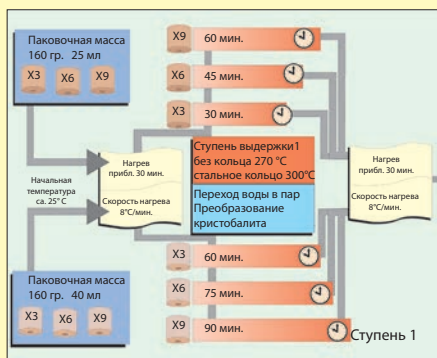 Паковочная масса
160 гр. 25 мл
X3 X6 X9
X9 60 мин.
X6 45 мин.
X3 30 мин.
Нагрев
прибл. 30 мин.
Скорость нагрева
8°С/мин.
Начальная
температура
са. 25° С
Ступень выдержки1
без кольца 270 °С
стальное кольцо 300°С
Переход воды в пар
Преобразование
кристобалита
Нагрев
прибл. 30 мин.
Скорость нагрева
8°С/мин.
Паковочная масса
160 гр. 40 мл
X3 X6 X9
X3 60 мин.
X6 75 мин.
X9 90 мин.
Ступень 1